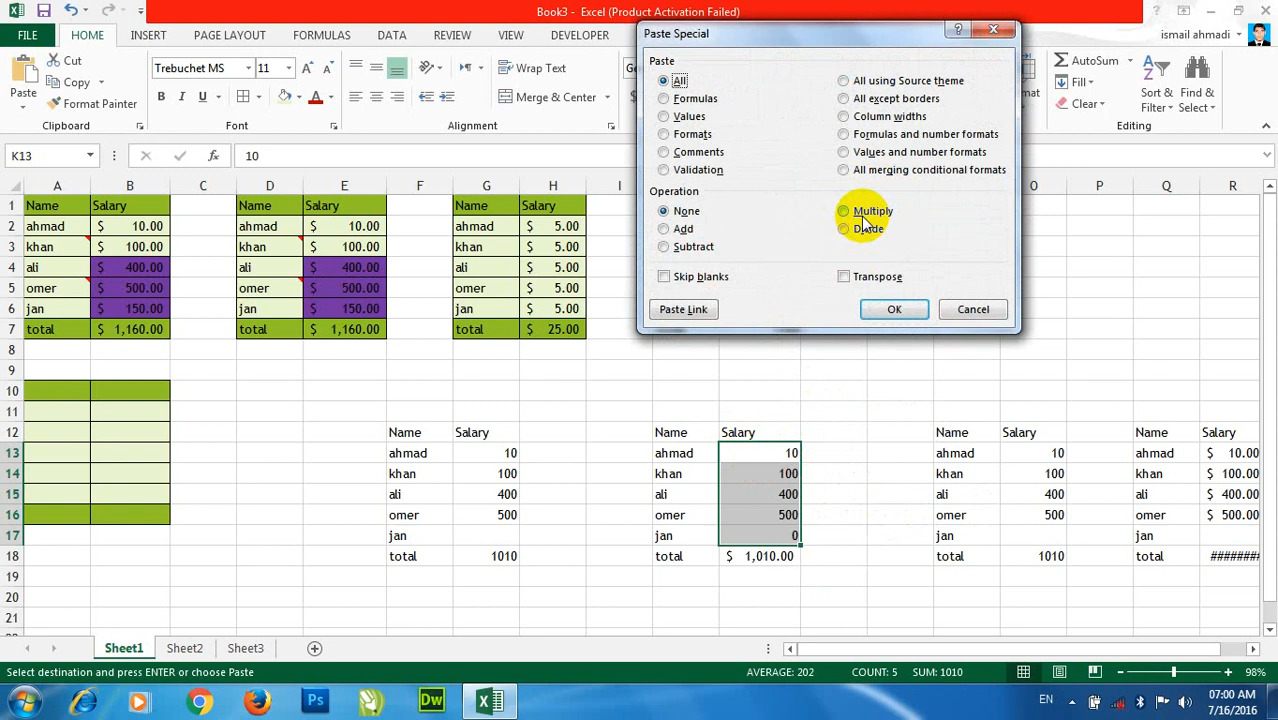 Book3 - Excel (Product Activation Failed)
FILE HOME INSERT PAGE LAYOUT FORMULAS DATA REVIEW VIEW DEVELOPER ismail ahmadi
Cut
Copy
Format Painter
Paste
Clipboard
Trebuchet MS 11
B I U
Font
Wrap Text
Merge & Center
Alignment
AutoSum
Fill
Clear
Sort & Filter
Find & Select
Editing
Paste Special
Paste
All All using Source theme
Formulas All except borders
Values Column widths
Formats Formulas and number formats
Comments Values and number formats
Validation All merging conditional formats
Operation
None Multiply
Add Divide
Subtract
Skip blanks Transpose
Paste Link OK Cancel
K13 fx 10
A B C D E F G H I O P Q R
1 Name Salary Name Salary Name Salary
2 ahmad $ 10.00 ahmad $ 10.00 ahmad $ 5.00
3 khan $ 100.00 khan $ 100.00 khan $ 5.00
4 ali $ 400.00 ali $ 400.00 ali $ 5.00
5 omer $ 500.00 omer $ 500.00 omer $ 5.00
6 jan $ 150.00 jan $ 150.00 jan $ 5.00
7 total $ 1,160.00 total $ 1,160.00 total $ 25.00
8
9
10
11
12 Name Salary Name Salary Name Salary Name Salary
13 ahmad 10 ahmad 10 ahmad 10 ahmad $ 10.00
14 khan 100 khan 100 khan 100 khan $ 100.00
15 ali 400 ali 400 ali 400 ali $ 400.00
16 omer 500 omer 500 omer 500 omer $ 500.00
17 jan jan 0 jan jan
18 total 1010 total $ 1,010.00 total 1010 total ########
19
20
21
Sheet1 Sheet2 Sheet3
Select destination and press ENTER or choose Paste AVERAGE: 202 COUNT: 5 SUM: 1010 98%
Ps Dw EN 07:00 AM
7/16/2016